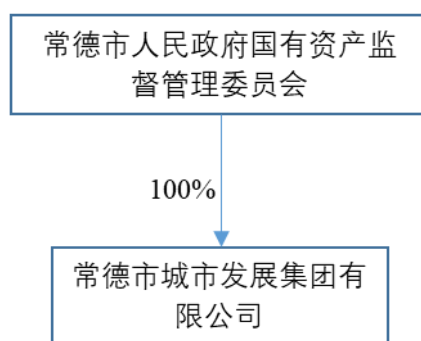 常德市人民政府国有资产监
督管理委员会
100%
常德市城市发展集团有
限公司